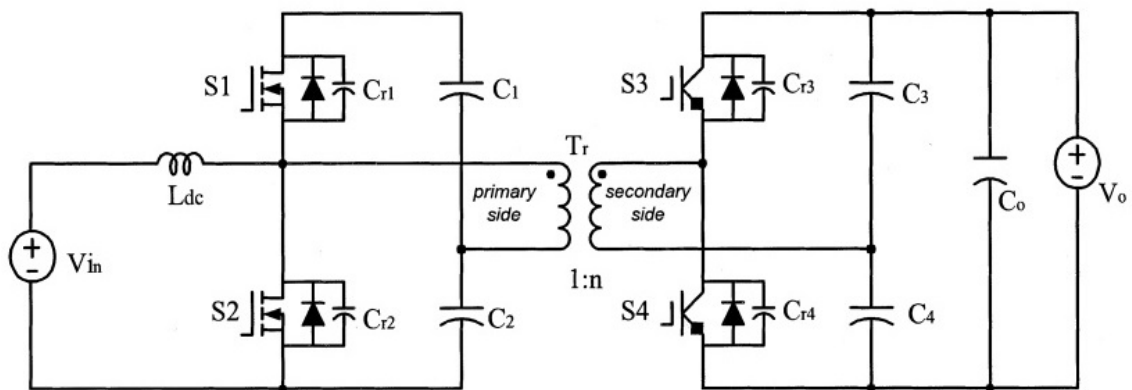 S1
Cr1
C1
S3
Cr3
C3
Tr
Ldc
primary side
secondary side
Co
Vo
+
-
+
-
Vin
1:n
S2
Cr2
C2
S4
Cr4
C4